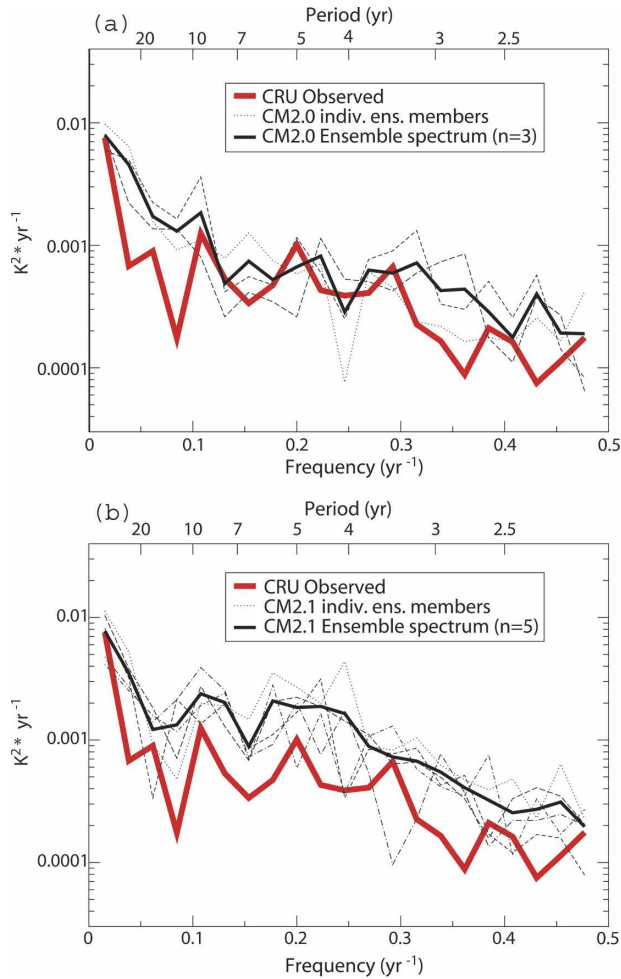 (a)
Period (yr)
20 10 7 5 4 3 2.5
CRU Observed
CM2.0 indiv. ens. members
CM2.0 Ensemble spectrum (n=3)
0.01
0.001
0.0001
K²* yr⁻¹
0 0.1 0.2 0.3 0.4 0.5
Frequency (yr⁻¹)
(b)
Period (yr)
20 10 7 5 4 3 2.5
CRU Observed
CM2.1 indiv. ens. members
CM2.1 Ensemble spectrum (n=5)
0.01
0.001
0.0001
K²* yr⁻¹
0 0.1 0.2 0.3 0.4 0.5
Frequency (yr⁻¹)